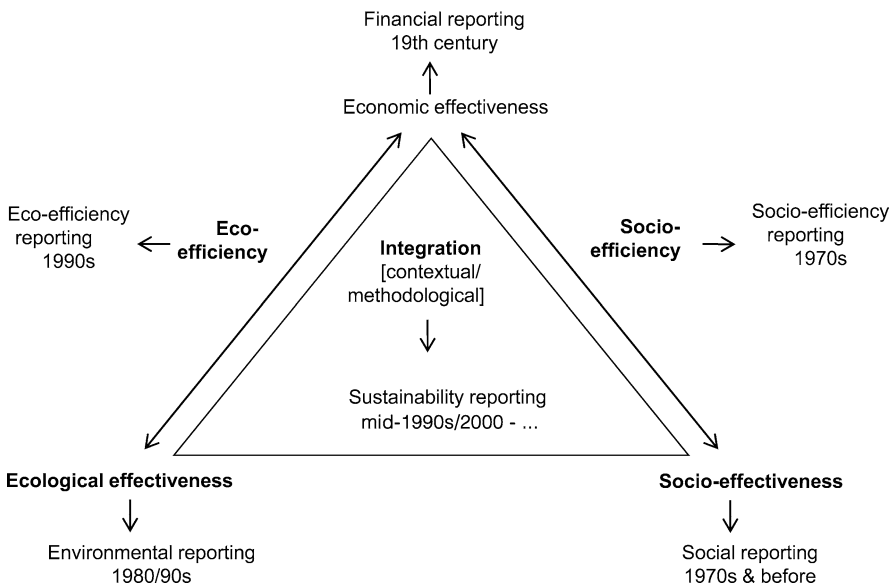 Financial reporting
19th century
Economic effectiveness
Eco-efficiency
reporting
1990s
Eco-
efficiency
Integration
[contextual/
methodological]
Socio-
efficiency
Socio-efficiency
reporting
1970s
Sustainability reporting
mid-1990s/2000 - ...
Ecological effectiveness
Socio-effectiveness
Environmental reporting
1980/90s
Social reporting
1970s & before